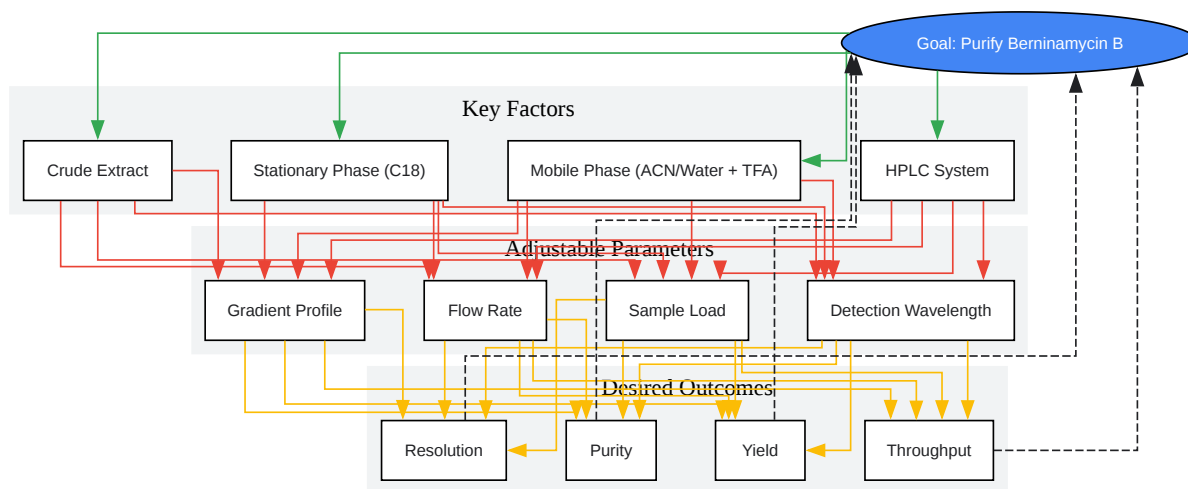 Goal: Purify Berninamycin B
Key Factors
Crude Extract
Stationary Phase (C18)
Mobile Phase (ACN/Water + TFA)
HPLC System
Adjustable Parameters
Gradient Profile
Flow Rate
Sample Load
Detection Wavelength
Desired Outcomes
Resolution
Purity
Yield
Throughput